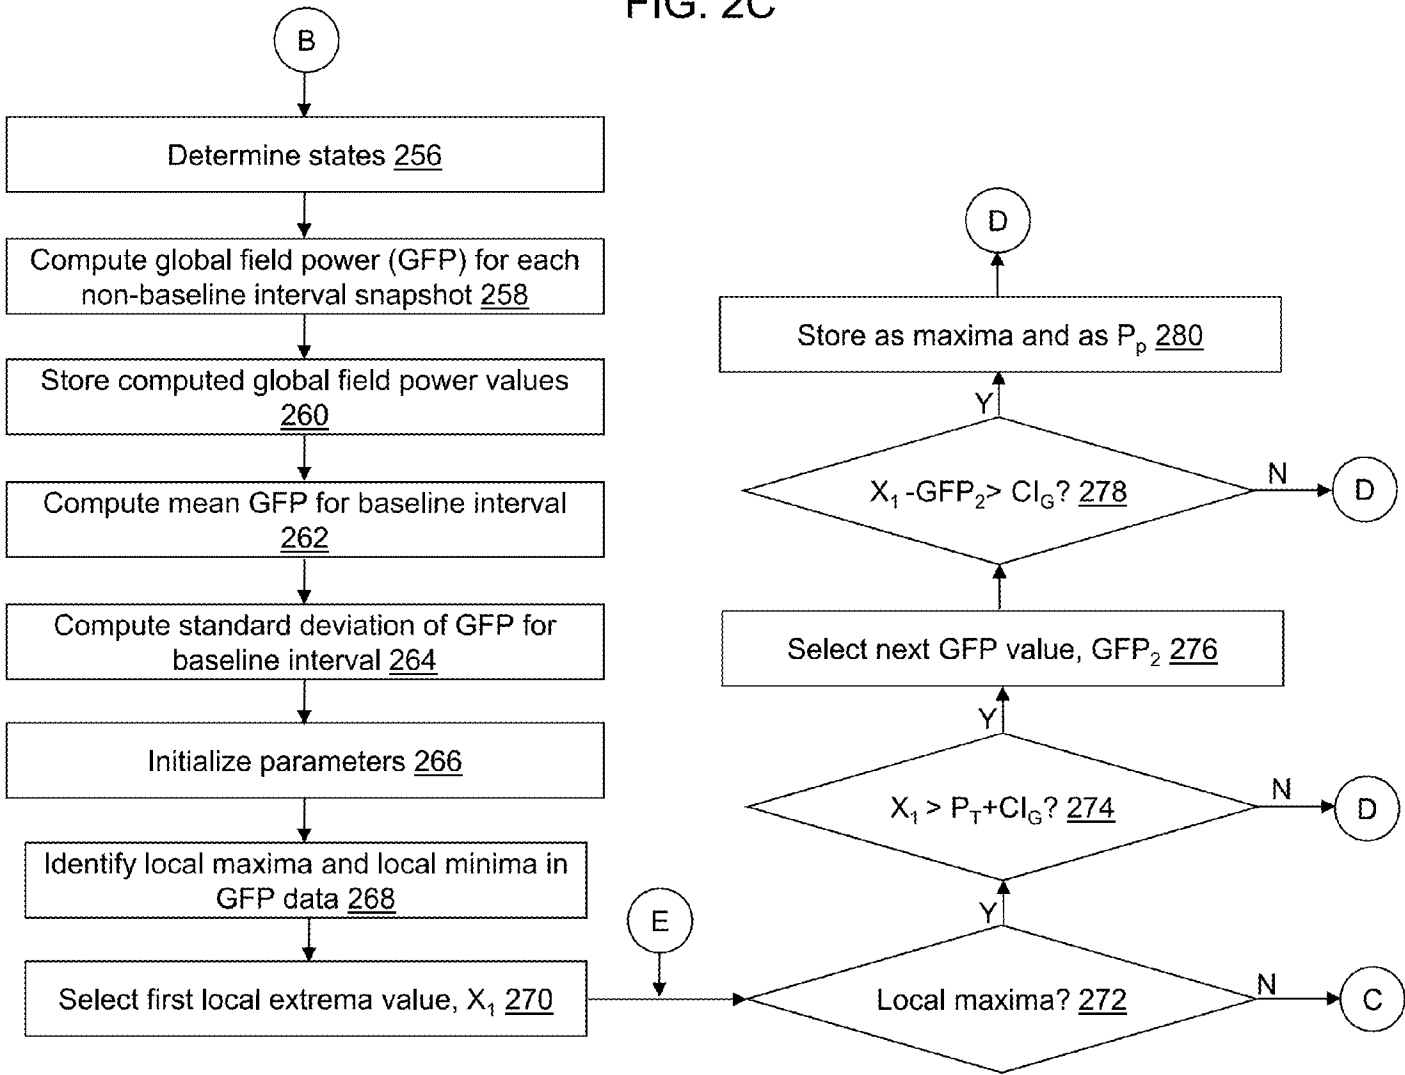 FIG. 2C
B
Determine states 256
Compute global field power (GFP) for each
non-baseline interval snapshot 258
Store computed global field power values
260
Compute mean GFP for baseline interval
262
Compute standard deviation of GFP for
baseline interval 264
Initialize parameters 266
Identify local maxima and local minima in
GFP data 268
Select first local extrema value, X₁ 270
E
Local maxima? 272
N
C
Y
X₁ > P_T+CI_G? 274
N
D
Y
Select next GFP value, GFP₂ 276
X₁ -GFP₂> CI_G? 278
N
D
Y
Store as maxima and as Pₚ 280
D